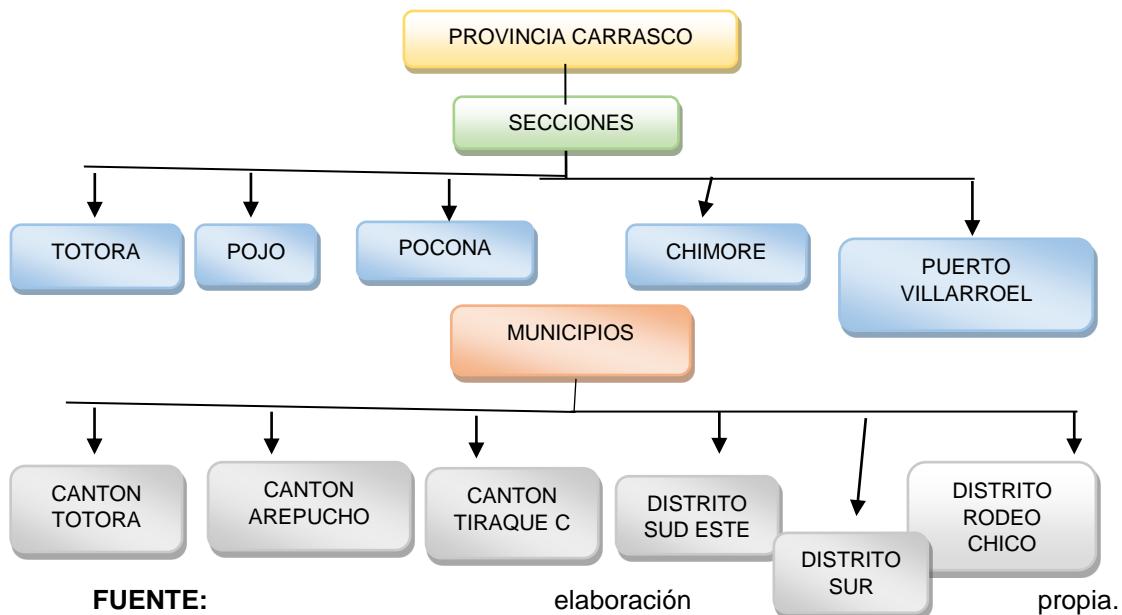 PROVINCIA CARRASCO
SECCIONES
TOTORA
POJO
POCONA
CHIMORE
PUERTO
VILLARROEL
MUNICIPIOS
CANTON
TOTORA
CANTON
AREPUCHO
CANTON
TIRAQUE C
DISTRITO
SUD ESTE
DISTRITO
SUR
DISTRITO
RODEO
CHICO
FUENTE: elaboración propia.